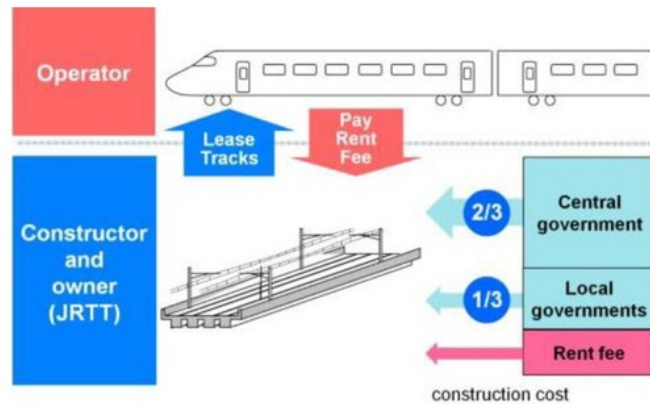 Operator
Lease
Tracks
Pay
Rent
Fee
Constructor
and
owner
(JRTT)
2/3
Central
government
1/3
Local
governments
Rent fee
construction cost